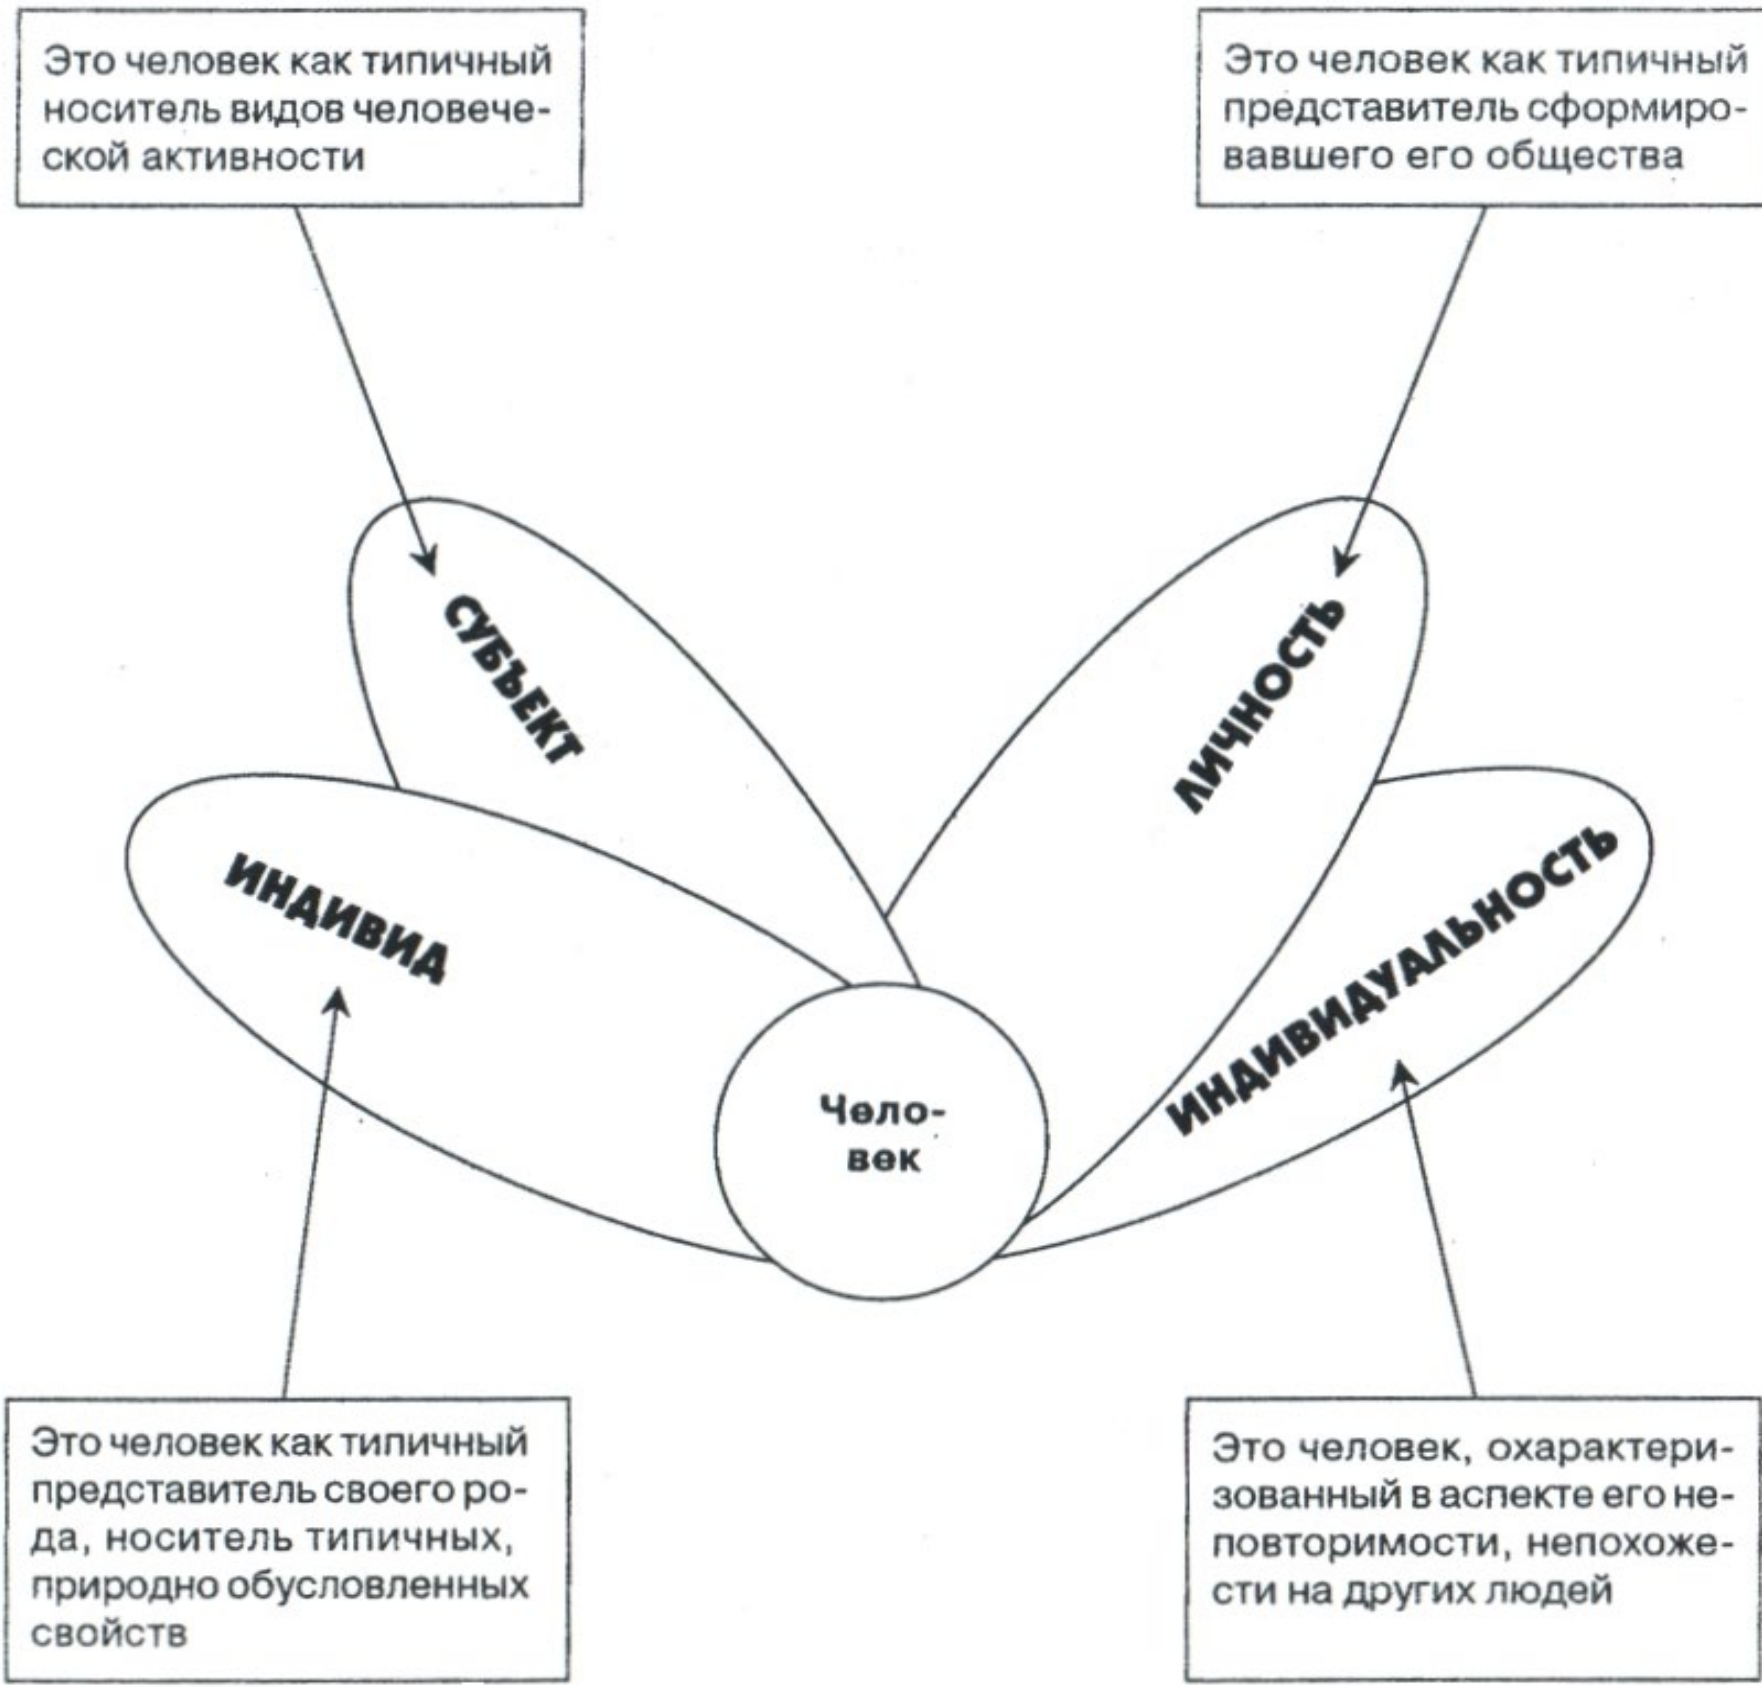 Это человек как типичный
носитель видов человече-
ской активности
Это человек как типичный
представитель сформиро-
вавшего его общества
СУБЪЕКТ
ЛИЧНОСТЬ
ИНДИВИД
ИНДИВИДУАЛЬНОСТЬ
Чело-
век
Это человек как типичный
представитель своего ро-
да, носитель типичных,
природно обусловленных
свойств
Это человек, охарактери-
зованный в аспекте его не-
повторимости, непохоже-
сти на других людей